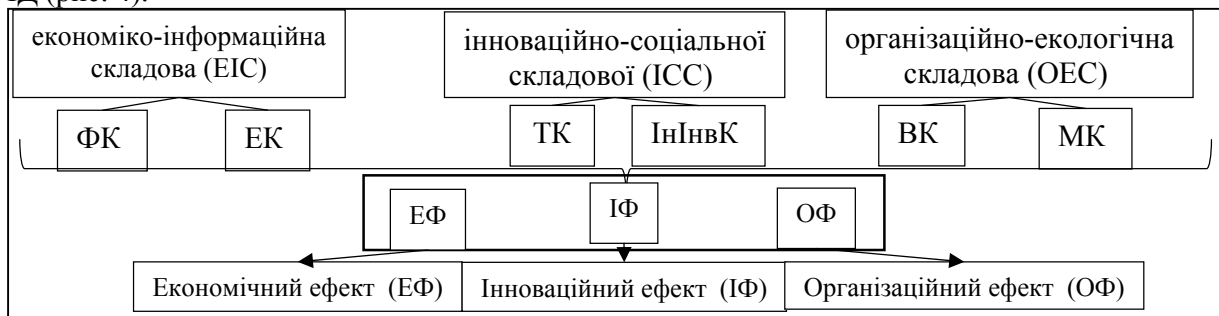 ІД (рис. 4).
економіко-інформаційна
складова (ЕІС)
інноваційно-соціальної
складової (ІСС)
організаційно-екологічна
складова (ОЕС)
ФК
ЕК
ТК
ІнІнвК
ВК
МК
ЕФ
ІФ
ОФ
Економічний ефект (ЕФ)
Інноваційний ефект (ІФ)
Організаційний ефект (ОФ)